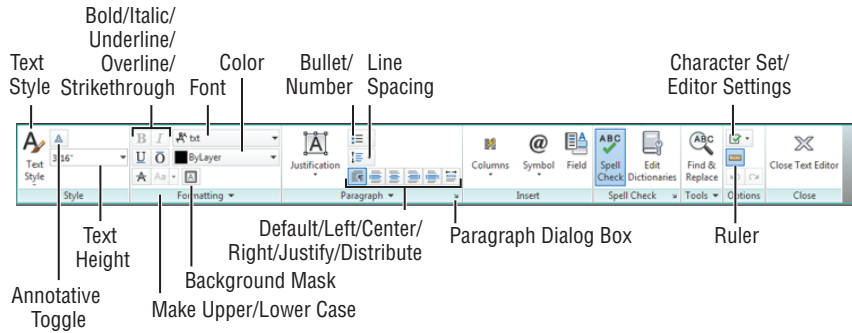 Bold/Italic/
Underline/
Overline/
Strikethrough
Text
Style
Font
Color
Bullet/
Number
Line
Spacing
Character Set/
Editor Settings
A
Text
Style
A
3/16"
Style
B I
U O
A Aa
txt
ByLayer
A
Formatting
A
Justification
Paragraph
Columns
@
Symbol
Field
Insert
ABC
Spell
Check
Edit
Dictionaries
Spell Check
ABC
Find &
Replace
Tools
Options
Close Text Editor
Close
Text
Height
Annotative
Toggle
Make Upper/Lower Case
Background Mask
Default/Left/Center/
Right/Justify/Distribute
Paragraph Dialog Box
Ruler